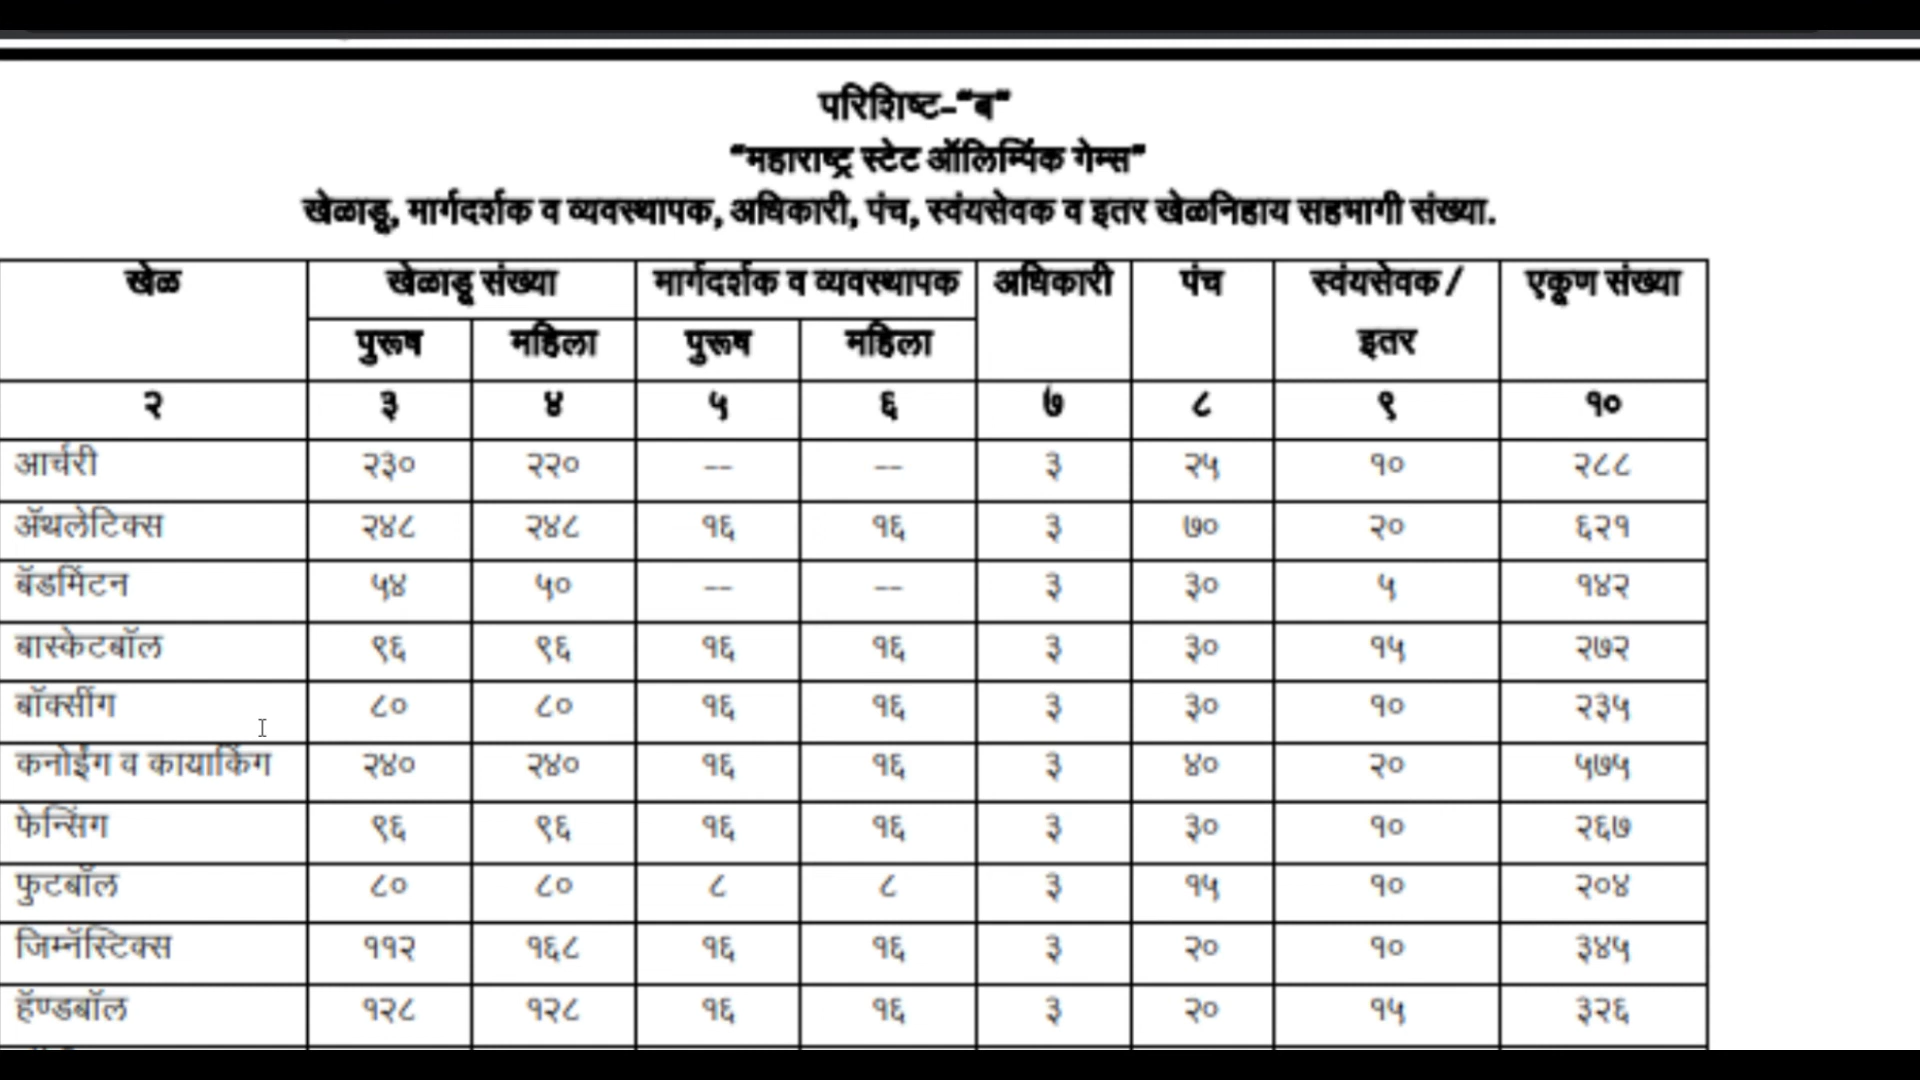 परिशिष्ट–“ब”
“महाराष्ट्र स्टेट ऑलिम्पिक गेम्स”
खेळाडू, मार्गदर्शक व व्यवस्थापक, अधिकारी, पंच, स्वंयसेवक व इतर खेळनिहाय सहभागी संख्या.
खेळ खेळाडू संख्या मार्गदर्शक व व्यवस्थापक अधिकारी पंच स्वंयसेवक / एकूण संख्या
पुरूष महिला पुरूष महिला इतर
२ ३ ४ ५ ६ ७ ८ ९ १०
आर्चरी २३० २२० -- -- ३ २५ १० २८८
ॲथलेटिक्स २४८ २४८ १६ १६ ३ ७० २० ६२१
बॅडमिंटन ५४ ५० -- -- ३ ३० ५ १४२
बास्केटबॉल ९६ ९६ १६ १६ ३ ३० १५ २७२
बॉक्सींग ८० ८० १६ १६ ३ ३० १० २३५
कनोईंग व कायाकिंग २४० २४० १६ १६ ३ ४० २० ५७५
फेन्सिंग ९६ ९६ १६ १६ ३ ३० १० २६७
फुटबॉल ८० ८० ८ ८ ३ १५ १० २०४
जिम्नॅस्टिक्स ११२ १६८ १६ १६ ३ २० १० ३४५
हॅण्डबॉल १२८ १२८ १६ १६ ३ २० १५ ३२६